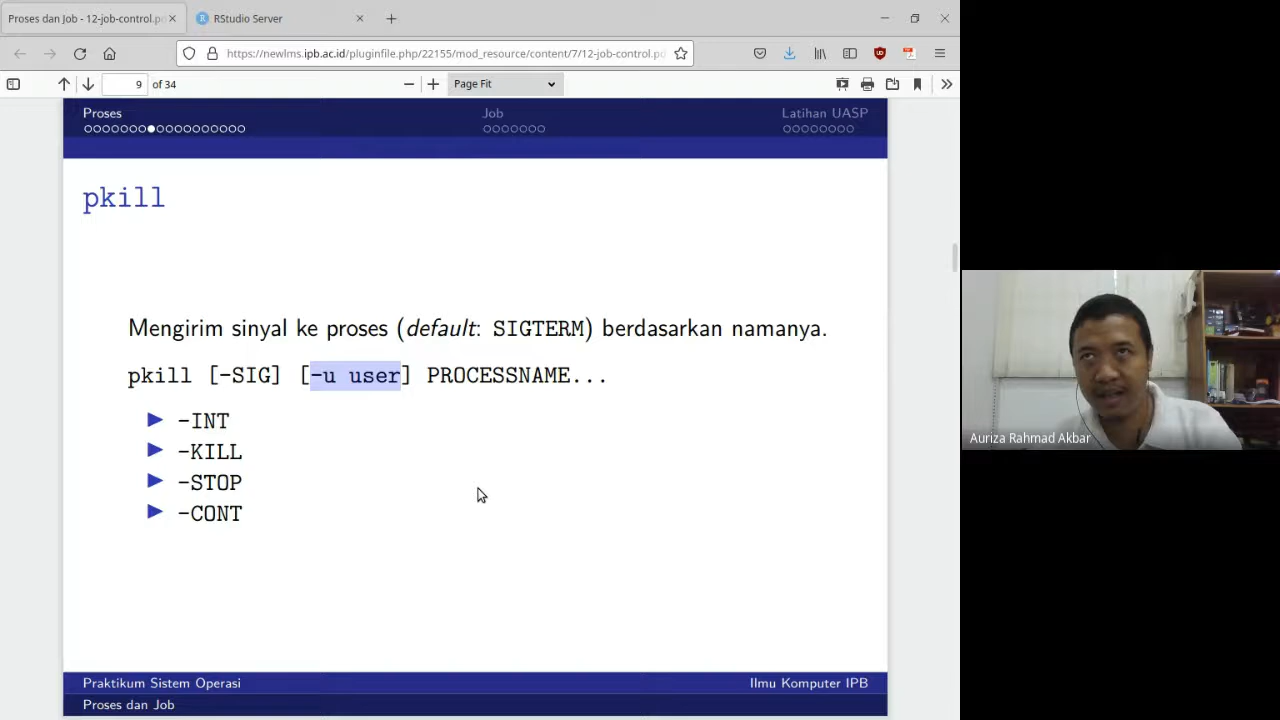 Proses dan Job - 12-job-control.pd
RStudio Server
https://newlms.ipb.ac.id/pluginfile.php/22155/mod_resource/content/7/12-job-control.pd
9 of 34
Page Fit
Proses
Job
Latihan UASP
pkill
Mengirim sinyal ke proses (default: SIGTERM) berdasarkan namanya.
pkill [-SIG] [-u user] PROCESSNAME...
-INT
-KILL
-STOP
-CONT
Auriza Rahmad Akbar
Praktikum Sistem Operasi
Ilmu Komputer IPB
Proses dan Job